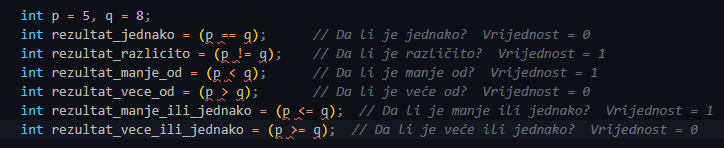 int p = 5, q = 8;
int rezultat_jednako = (p == q);      // Da li je jednako?  Vrijednost = 0
int rezultat_razlicito = (p != q);    // Da li je različito?  Vrijednost = 1
int rezultat_manje_od = (p < q);      // Da li je manje od?  Vrijednost = 1
int rezultat_vece_od = (p > q);       // Da li je veće od?  Vrijednost = 0
int rezultat_manje_ili_jednako = (p <= q);  // Da li je manje ili jednako?  Vrijednost = 1
int rezultat_vece_ili_jednako = (p >= q);  // Da li je veće ili jednako?  Vrijednost = 0